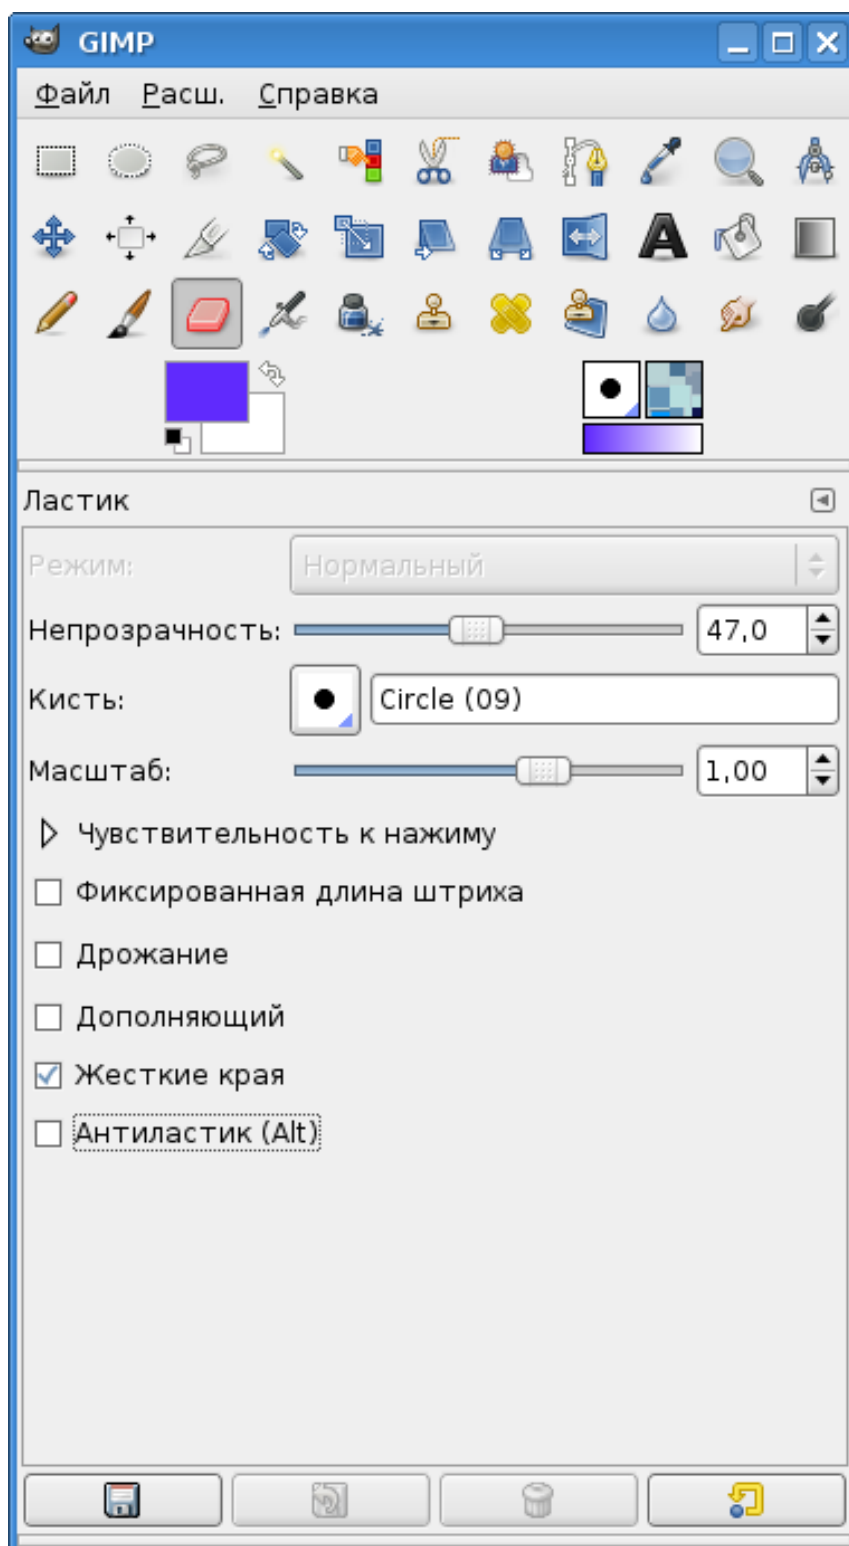 GIMP
Файл Расш. Справка
Ластик
Режим: Нормальный
Непрозрачность: 47,0
Кисть: Circle (09)
Масштаб: 1,00
Чувствительность к нажиму
Фиксированная длина штриха
Дрожание
Дополняющий
Жесткие края
Антиластик (Alt)